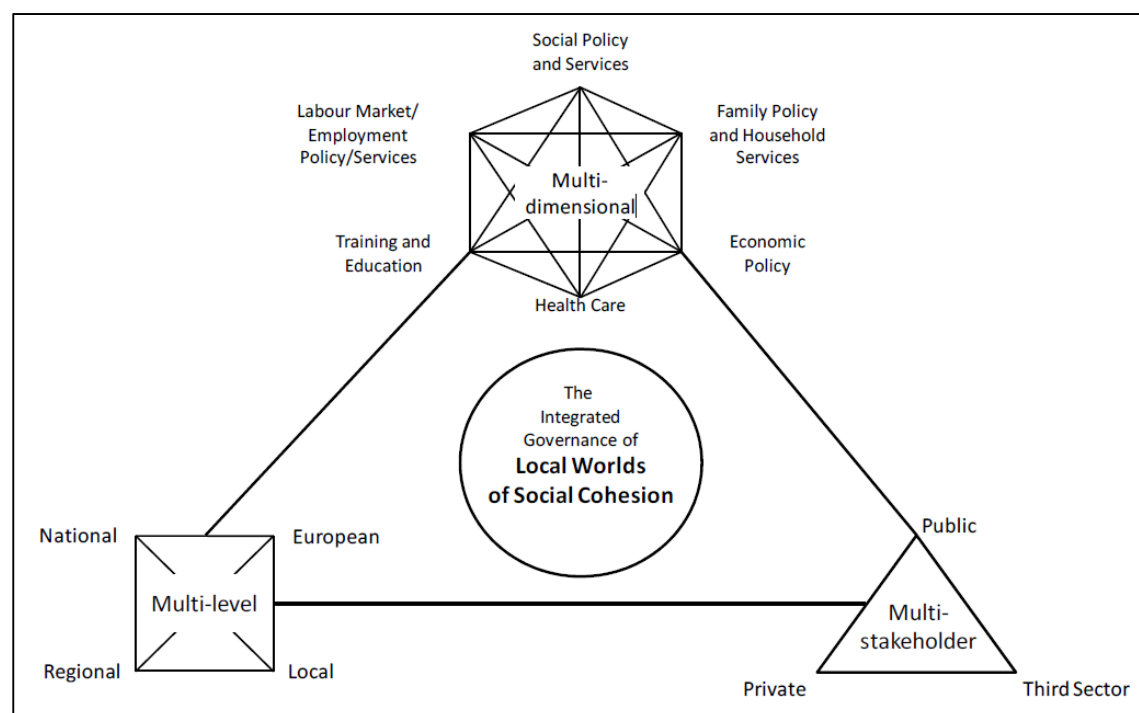 Social Policy
and Services
Labour Market/
Employment
Policy/Services
Family Policy
and Household
Services
Multi-
dimensional
Training and
Education
Economic
Policy
Health Care
The
Integrated
Governance of
Local Worlds
of Social Cohesion
National
European
Multi-level
Regional
Local
Public
Multi-
stakeholder
Private
Third Sector